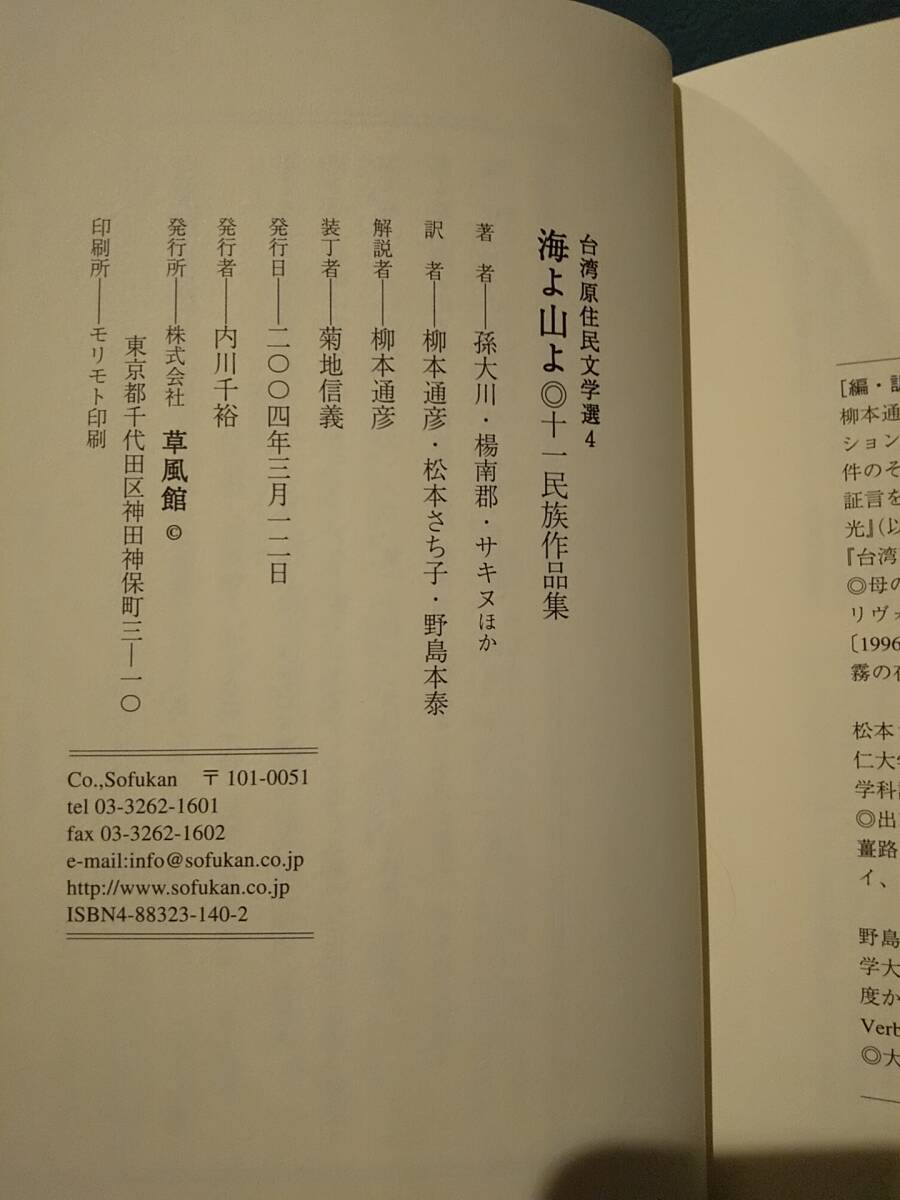 台湾原住民文学選4
海よ山よ◎十一民族作品集
著　者――孫大川・楊南郡・サキヌほか
訳　者――柳本通彦・松本さち子・野島本泰
解説者――柳本通彦
装丁者――菊地信義
発行日――二〇〇四年三月一二日
発行者――内川千裕
発行所――株式会社　草風館 ©
東京都千代田区神田神保町三―一〇
印刷所――モリモト印刷
Co.,Sofukan　〒101-0051
tel 03-3262-1601
fax 03-3262-1602
e-mail:info@sofukan.co.jp
http://www.sofukan.co.jp
ISBN4-88323-140-2
［編・訳
柳本通
ション
件のそ
証言を
光』（以
『台湾
◎母の
リヴォ
〔1996
霧の
松本
仁大学
学科
◎出
薑路
イ、
野島
学大
度か
Verb
◎大